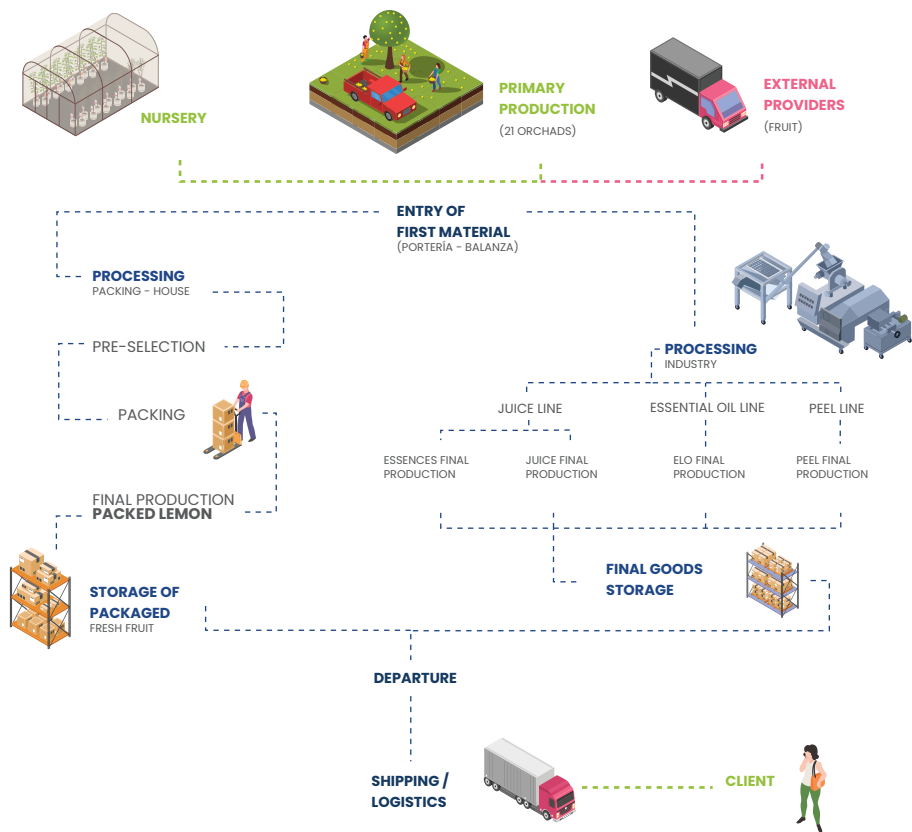 NURSERY
PRIMARY
PRODUCTION
(21 ORCHADS)
EXTERNAL
PROVIDERS
(FRUIT)
ENTRY OF
FIRST MATERIAL
(PORTERÍA - BALANZA)
PROCESSING
PACKING - HOUSE
PRE-SELECTION
PACKING
FINAL PRODUCTION
PACKED LEMON
STORAGE OF
PACKAGED
FRESH FRUIT
PROCESSING
INDUSTRY
JUICE LINE
ESSENTIAL OIL LINE
PEEL LINE
ESSENCES FINAL
PRODUCTION
JUICE FINAL
PRODUCTION
ELO FINAL
PRODUCTION
PEEL FINAL
PRODUCTION
FINAL GOODS
STORAGE
DEPARTURE
SHIPPING /
LOGISTICS
CLIENT